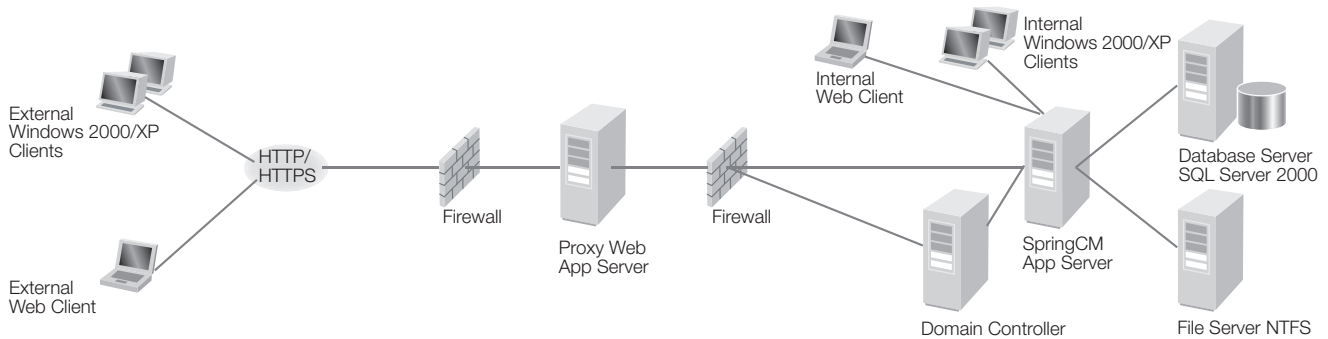 External
Windows 2000/XP
Clients
HTTP/
HTTPS
External
Web Client
Firewall
Proxy Web
App Server
Firewall
Internal
Web Client
Internal
Windows 2000/XP
Clients
Domain Controller
SpringCM
App Server
Database Server
SQL Server 2000
File Server NTFS